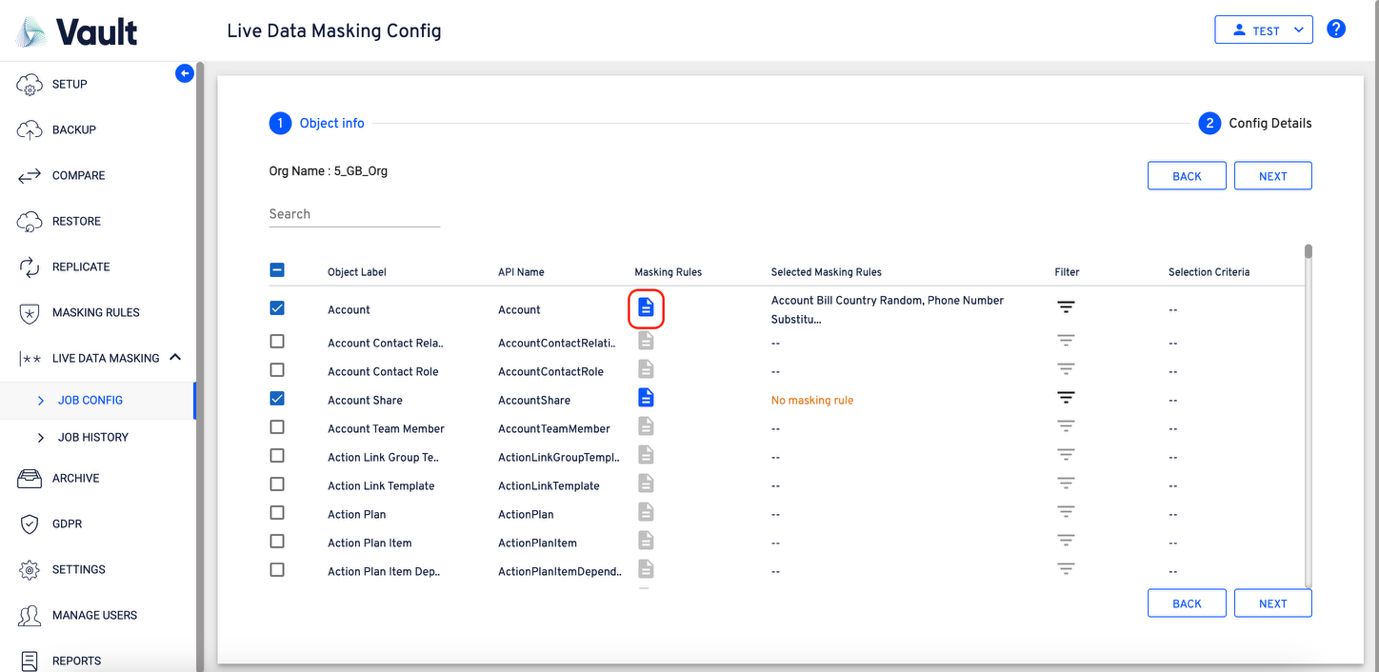 Vault
Live Data Masking Config
TEST
?
SETUP
BACKUP
COMPARE
RESTORE
REPLICATE
MASKING RULES
|** LIVE DATA MASKING
JOB CONFIG
JOB HISTORY
ARCHIVE
GDPR
SETTINGS
MANAGE USERS
REPORTS
1 Object info
2 Config Details
Org Name : 5_GB_Org
BACK NEXT
Search
Object Label API Name Masking Rules Selected Masking Rules Filter Selection Criteria
Account Account Account Bill Country Random, Phone Number --
Substitu...
Account Contact Rela.. AccountContactRelati.. -- --
Account Contact Role AccountContactRole -- --
Account Share AccountShare No masking rule --
Account Team Member AccountTeamMember -- --
Action Link Group Te.. ActionLinkGroupTempl.. -- --
Action Link Template ActionLinkTemplate -- --
Action Plan ActionPlan -- --
Action Plan Item ActionPlanItem -- --
Action Plan Item Dep.. ActionPlanItemDepend.. -- --
BACK NEXT